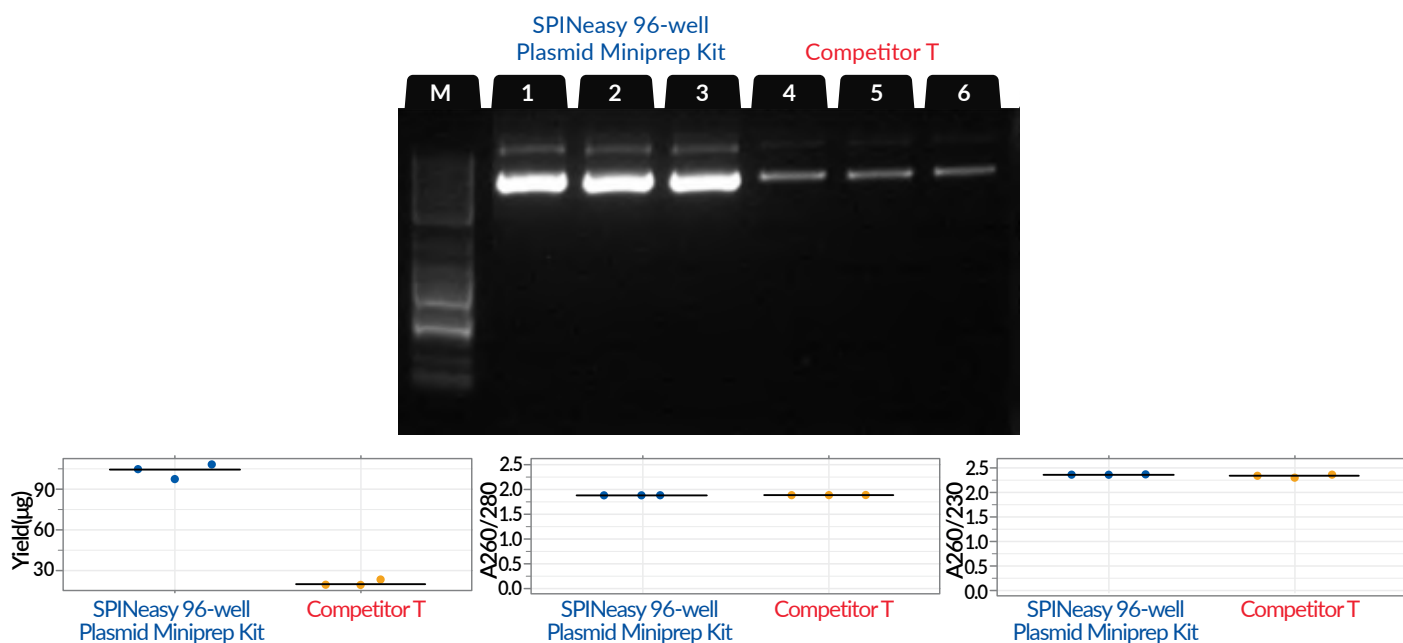 SPINeasy 96-well
Plasmid Miniprep Kit
Competitor T
M 1 2 3 4 5 6
Yield(µg)
90
60
30
SPINeasy 96-well
Plasmid Miniprep Kit
Competitor T
A260/280
2.5
2.0
1.5
1.0
0.5
0.0
SPINeasy 96-well
Plasmid Miniprep Kit
Competitor T
A260/230
2.5
2.0
1.5
1.0
0.5
0.0
SPINeasy 96-well
Plasmid Miniprep Kit
Competitor T